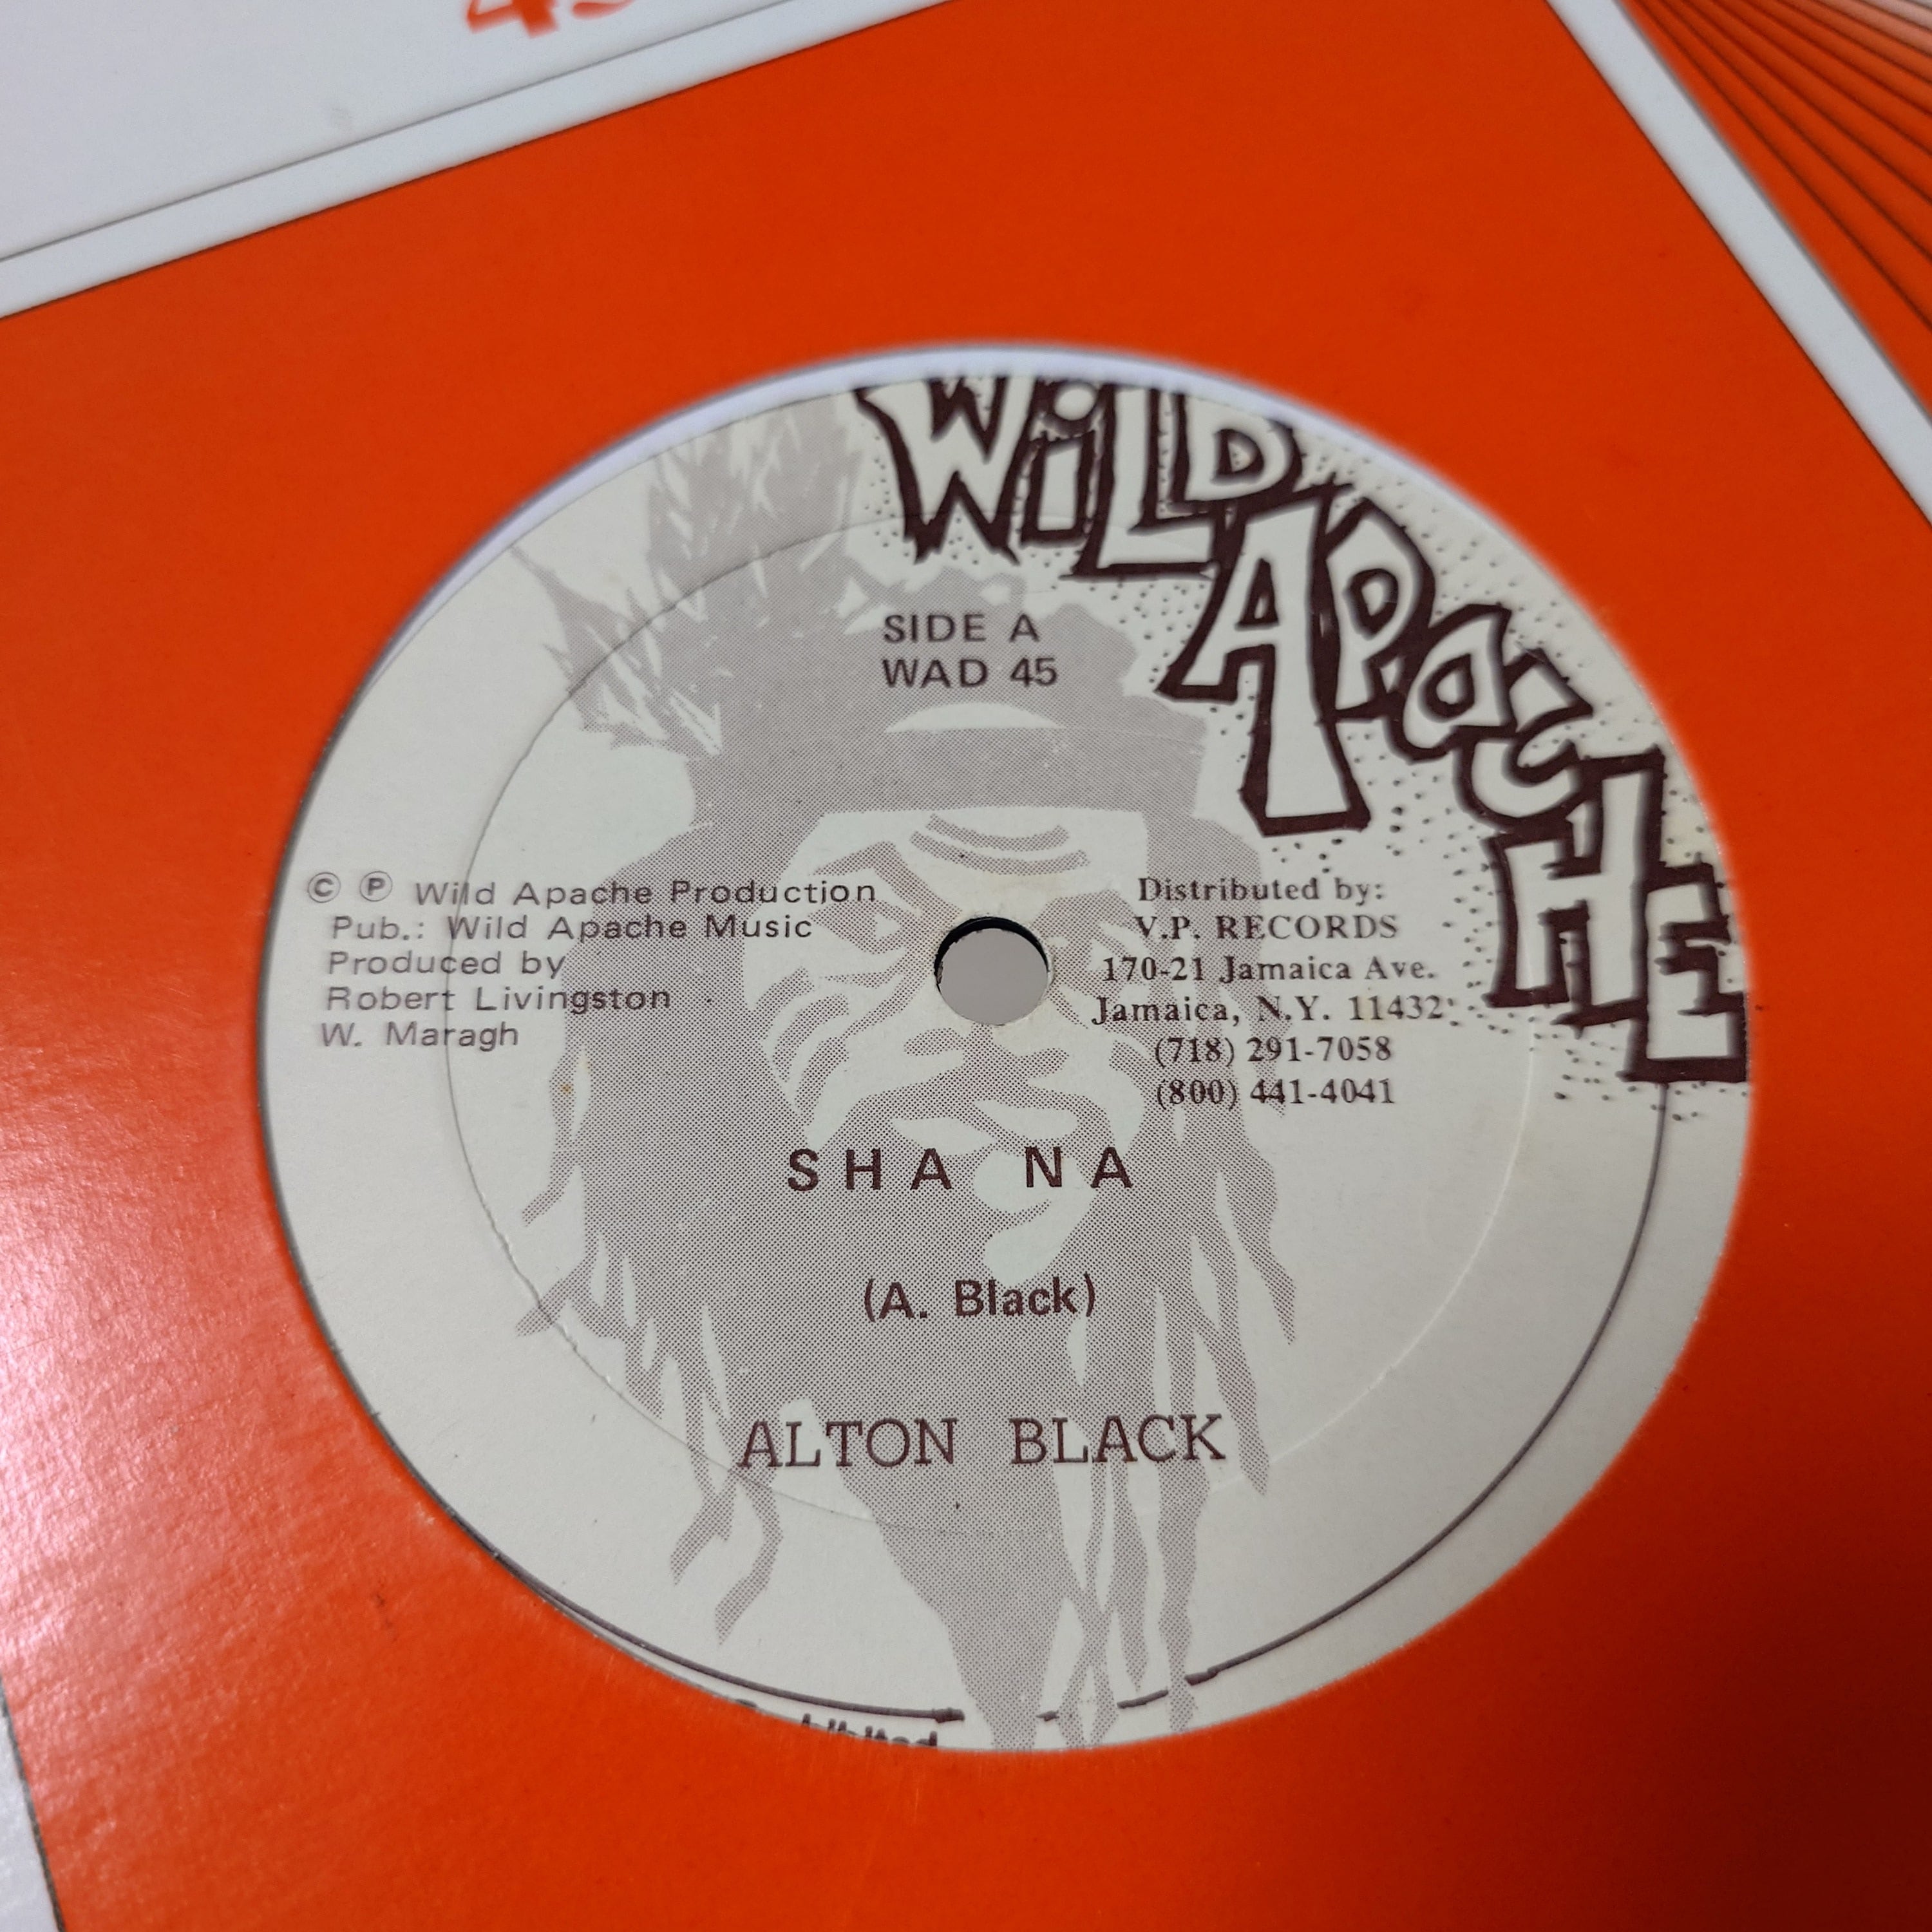 45
WiLD
APaCHE
SIDE A
WAD 45
Ⓒ Ⓟ Wild Apache Production
Pub.: Wild Apache Music
Produced by
Robert Livingston
W. Maragh
Distributed by:
V.P. RECORDS
170-21 Jamaica Ave.
Jamaica, N.Y. 11432
(718) 291-7058
(800) 441-4041
SHA NA
(A. Black)
ALTON BLACK